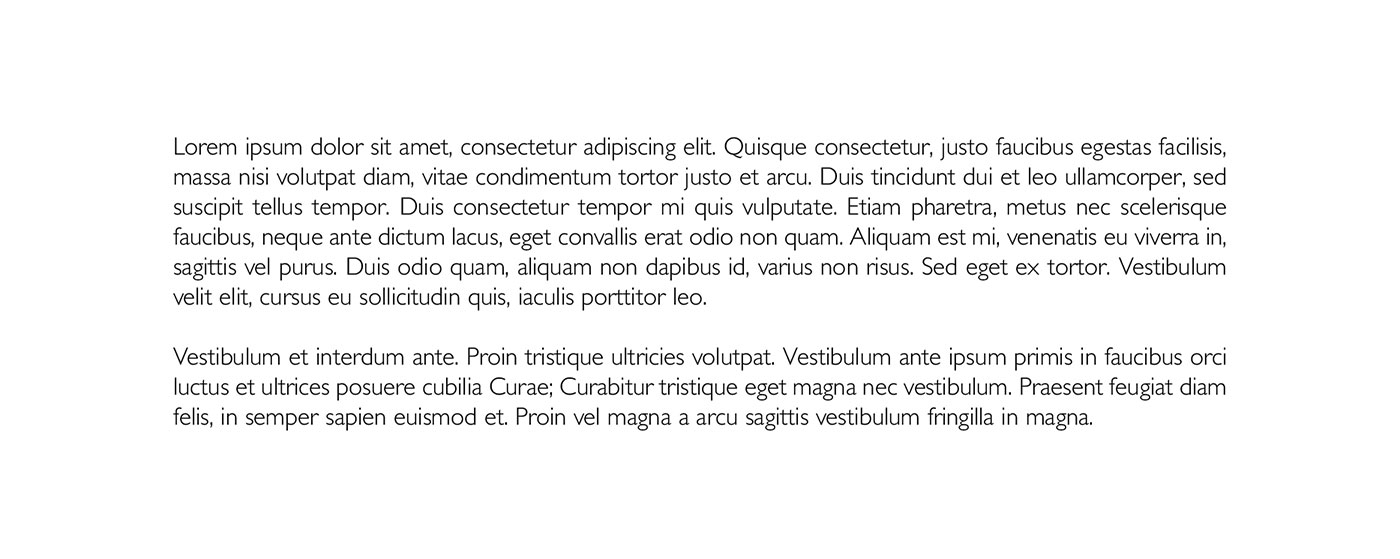 Lorem ipsum dolor sit amet, consectetur adipiscing elit. Quisque consectetur, justo faucibus egestas facilisis,
massa nisi volutpat diam, vitae condimentum tortor justo et arcu. Duis tincidunt dui et leo ullamcorper, sed
suscipit tellus tempor. Duis consectetur tempor mi quis vulputate. Etiam pharetra, metus nec scelerisque
faucibus, neque ante dictum lacus, eget convallis erat odio non quam. Aliquam est mi, venenatis eu viverra in,
sagittis vel purus. Duis odio quam, aliquam non dapibus id, varius non risus. Sed eget ex tortor. Vestibulum
velit elit, cursus eu sollicitudin quis, iaculis porttitor leo.

Vestibulum et interdum ante. Proin tristique ultricies volutpat. Vestibulum ante ipsum primis in faucibus orci
luctus et ultrices posuere cubilia Curae; Curabitur tristique eget magna nec vestibulum. Praesent feugiat diam
felis, in semper sapien euismod et. Proin vel magna a arcu sagittis vestibulum fringilla in magna.